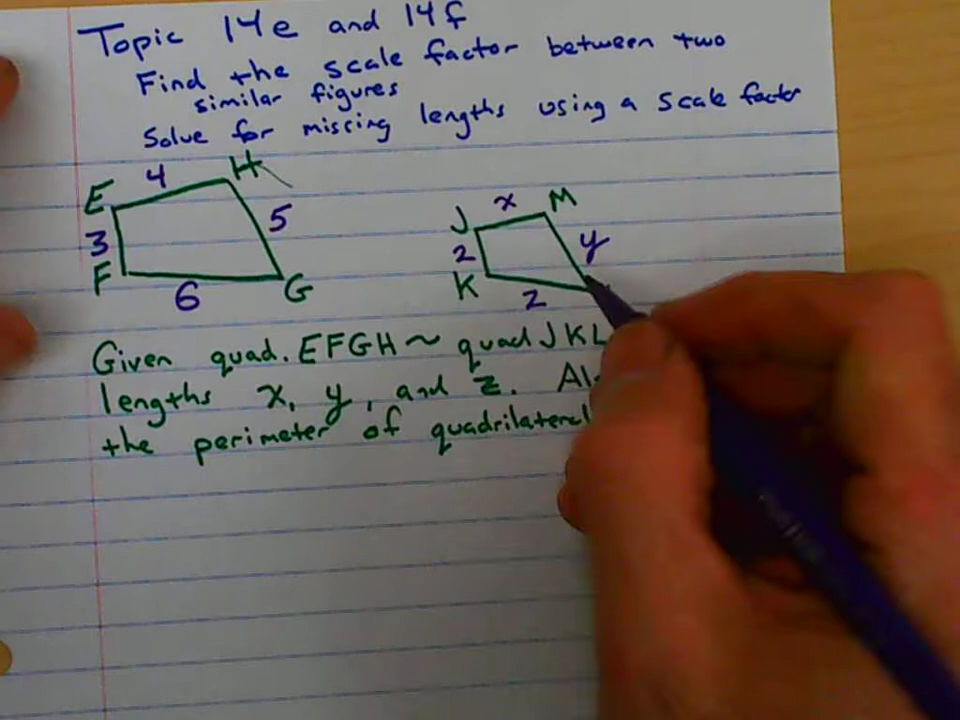 Topic 14e and 14f
Find the scale factor between two
similar figures
Solve for missing lengths using a scale factor
E 4 H
3 5
F 6 G
J x M
2 y
K z
Given quad. EFGH ~ quad JKL
lengths x, y, and z.
the perimeter of quadrilateral